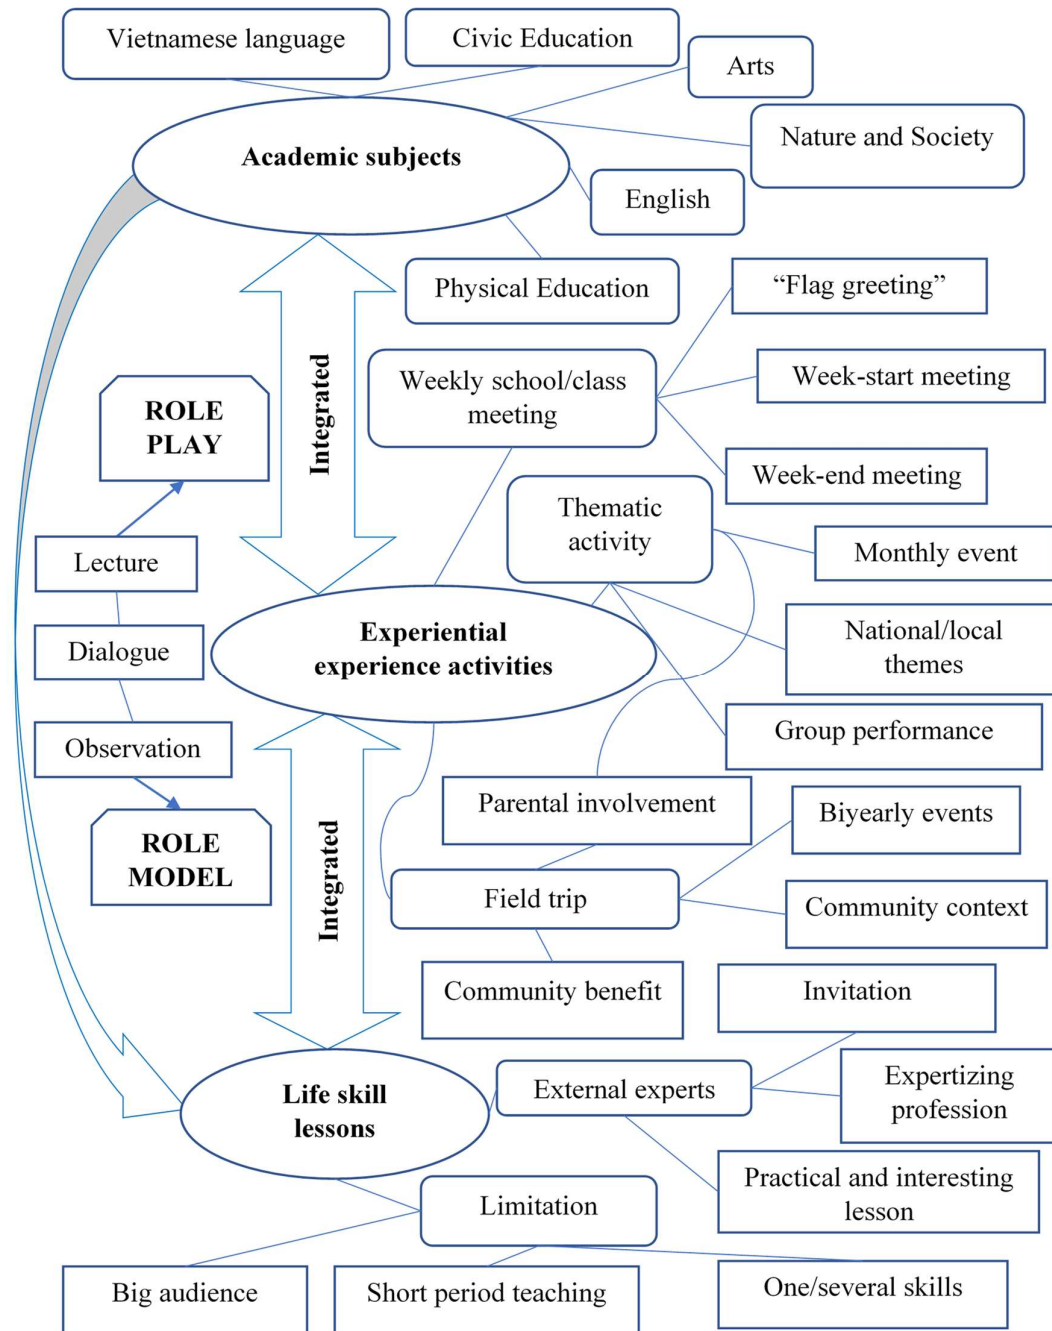 Vietnamese language
Civic Education
Arts
Academic subjects
Nature and Society
English
Physical Education
“Flag greeting”
Weekly school/class
meeting
Week-start meeting
Week-end meeting
ROLE
PLAY
Integrated
Thematic
activity
Lecture
Monthly event
Dialogue
Experiential
experience activities
National/local
themes
Observation
Group performance
ROLE
MODEL
Integrated
Parental involvement
Biyearly events
Field trip
Community context
Community benefit
Invitation
Life skill
lessons
External experts
Expertizing
profession
Practical and interesting
lesson
Limitation
Big audience
Short period teaching
One/several skills